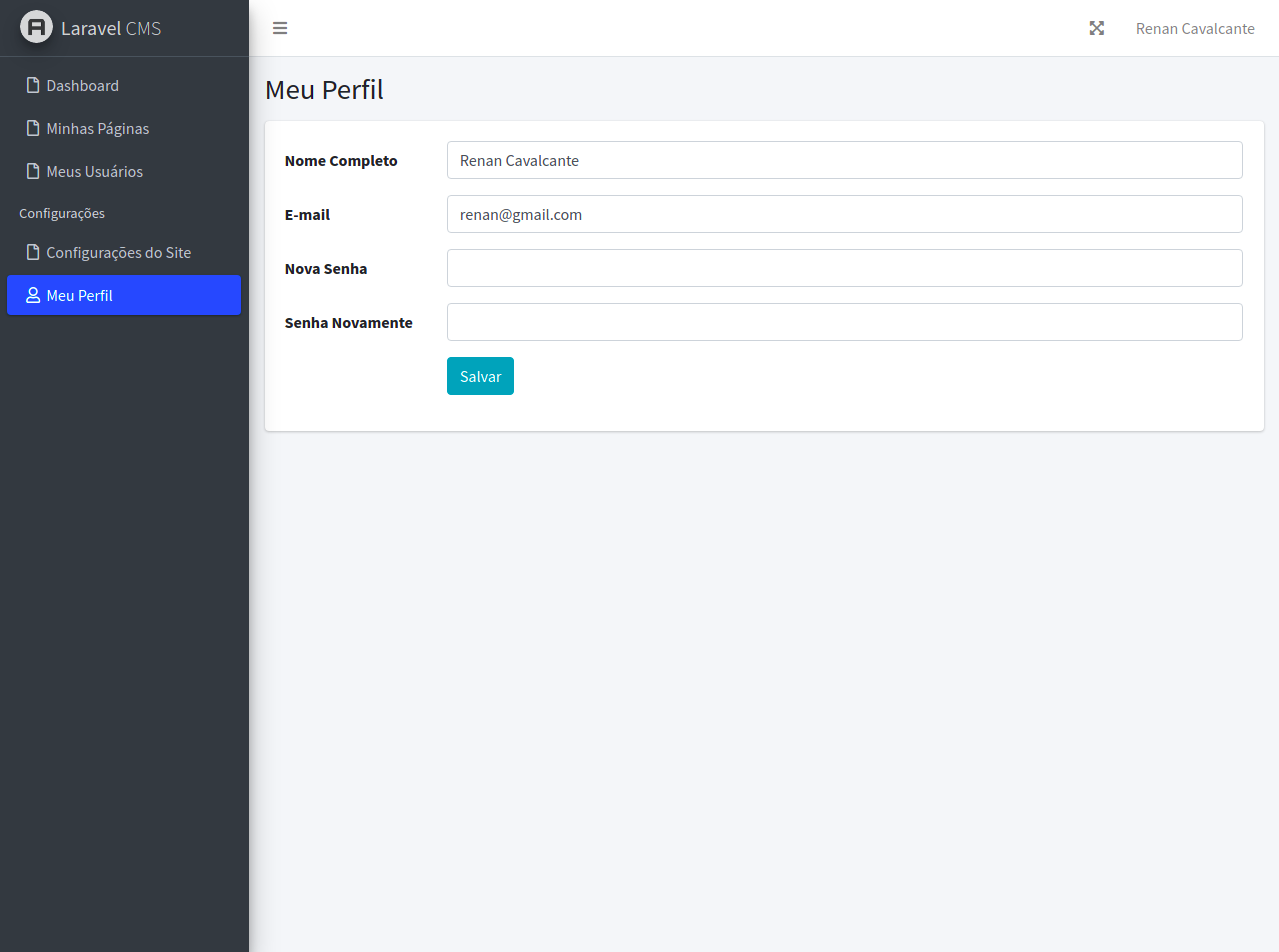 Laravel CMS
Renan Cavalcante
Dashboard
Minhas Páginas
Meus Usuários
Configurações
Configurações do Site
Meu Perfil
Meu Perfil
Nome Completo
Renan Cavalcante
E-mail
renan@gmail.com
Nova Senha
Senha Novamente
Salvar